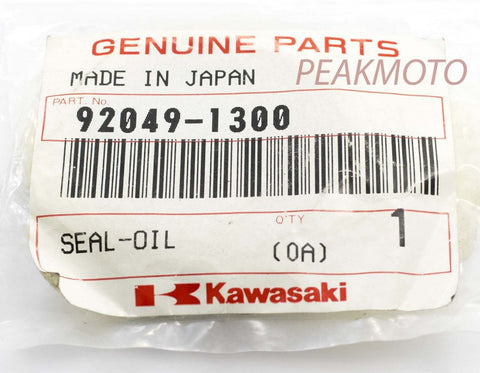 GENUINE PARTS
MADE IN JAPAN
PEAKMOTO
PART. No.
92049-1300
SEAL-OIL
Q'TY
1
(0A)
Kawasaki